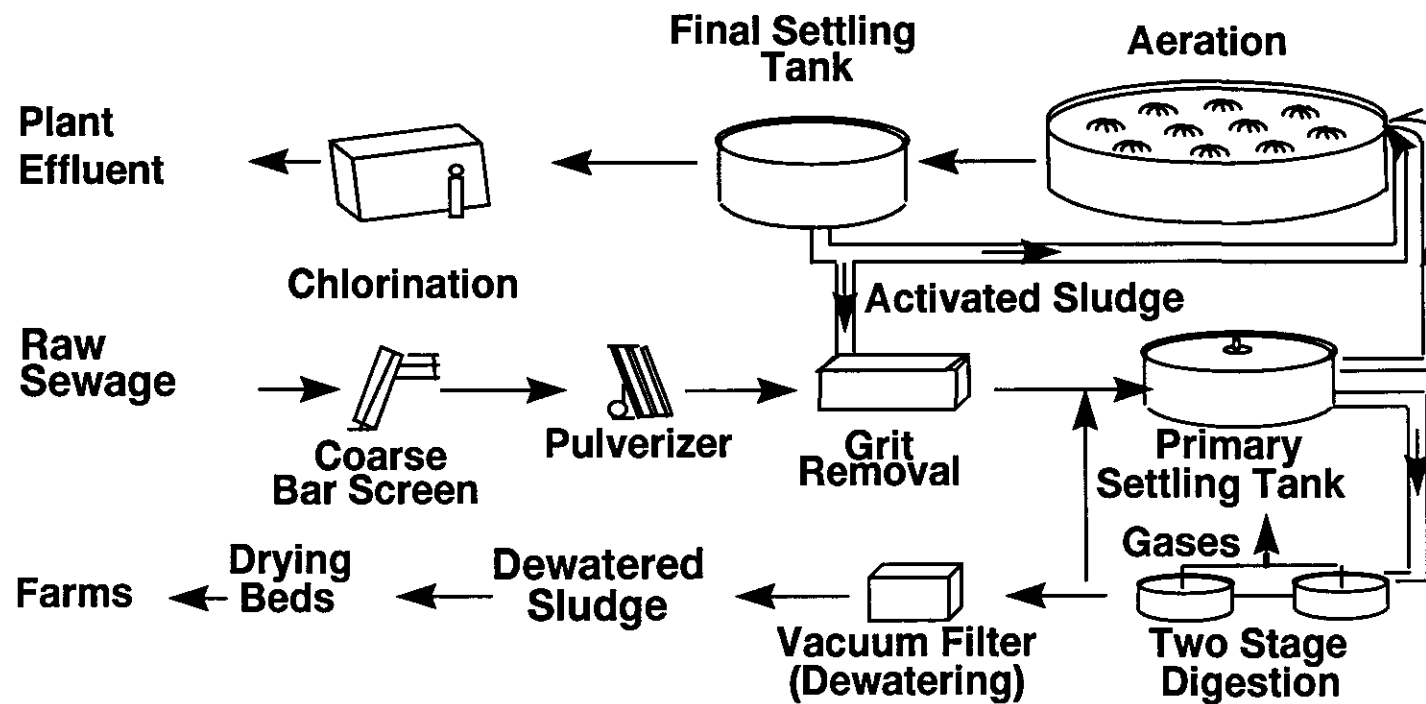 Final Settling
Tank
Aeration
Plant
Effluent
Chlorination
Activated Sludge
Raw
Sewage
Coarse
Bar Screen
Pulverizer
Grit
Removal
Primary
Settling Tank
Gases
Farms
Drying
Beds
Dewatered
Sludge
Vacuum Filter
(Dewatering)
Two Stage
Digestion